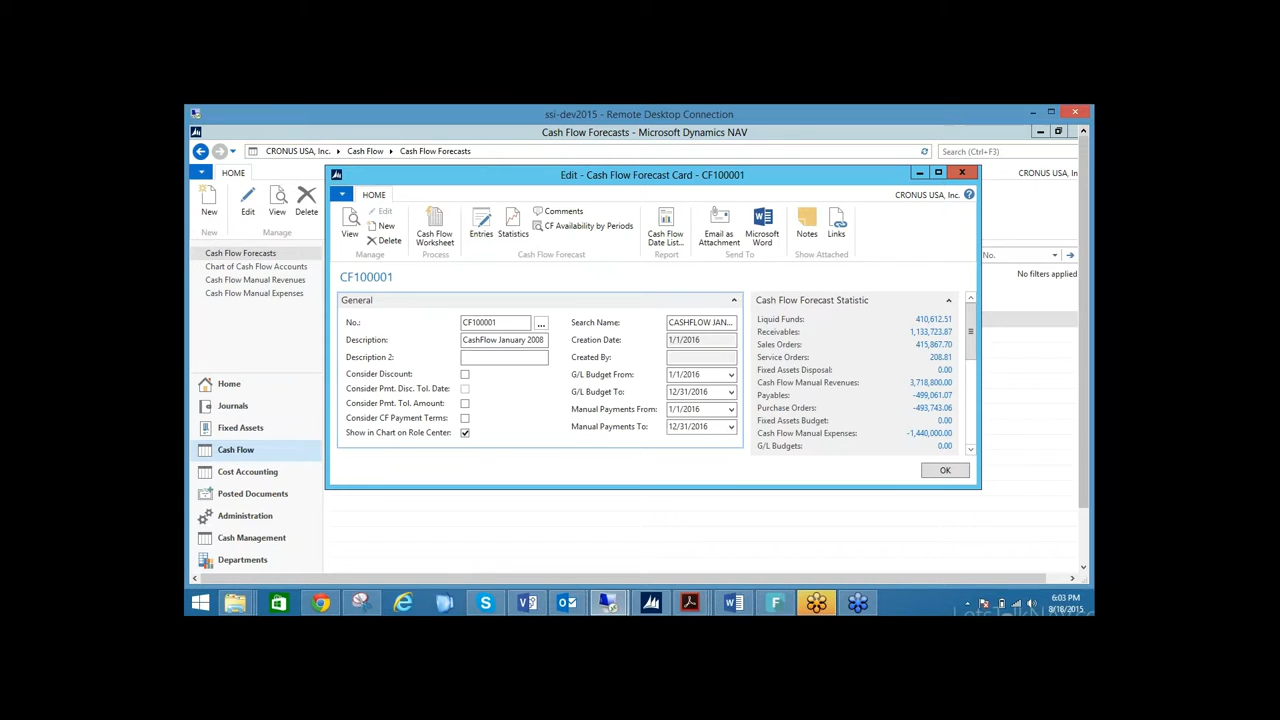 ssi-dev2015 - Remote Desktop Connection
Cash Flow Forecasts - Microsoft Dynamics NAV
CRONUS USA, Inc. Cash Flow Cash Flow Forecasts
Search (Ctrl+F3)
HOME
CRONUS USA, In
New
Edit
View
Delete
New
Manage
Cash Flow Forecasts
Chart of Cash Flow Accounts
Cash Flow Manual Revenues
Cash Flow Manual Expenses
Home
Journals
Fixed Assets
Cash Flow
Cost Accounting
Posted Documents
Administration
Cash Management
Departments
No.
No filters applied
Edit - Cash Flow Forecast Card - CF100001
HOME
CRONUS USA, Inc.
View
Edit
New
Delete
Manage
Cash Flow Worksheet
Process
Entries
Statistics
Comments
CF Availability by Periods
Cash Flow Forecast
Cash Flow Date List...
Report
Email as Attachment
Microsoft Word
Send To
Notes
Links
Show Attached
CF100001
General
No.: CF100001 ...
Description: CashFlow January 2008
Description 2:
Consider Discount:
Consider Pmt. Disc. Tol. Date:
Consider Pmt. Tol. Amount:
Consider CF Payment Terms:
Show in Chart on Role Center:
Search Name: CASHFLOW JAN...
Creation Date: 1/1/2016
Created By:
G/L Budget From: 1/1/2016
G/L Budget To: 12/31/2016
Manual Payments From: 1/1/2016
Manual Payments To: 12/31/2016
Cash Flow Forecast Statistic
Liquid Funds: 410,612.51
Receivables: 1,133,723.87
Sales Orders: 415,867.70
Service Orders: 208.81
Fixed Assets Disposal: 0.00
Cash Flow Manual Revenues: 3,718,800.00
Payables: -499,061.07
Purchase Orders: -493,743.06
Fixed Assets Budget: 0.00
Cash Flow Manual Expenses: -1,440,000.00
G/L Budgets: 0.00
OK
6:03 PM
8/18/2015
LetsTalkNAV.com